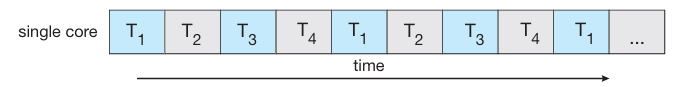 single core T₁ T₂ T₃ T₄ T₁ T₂ T₃ T₄ T₁ ...
time